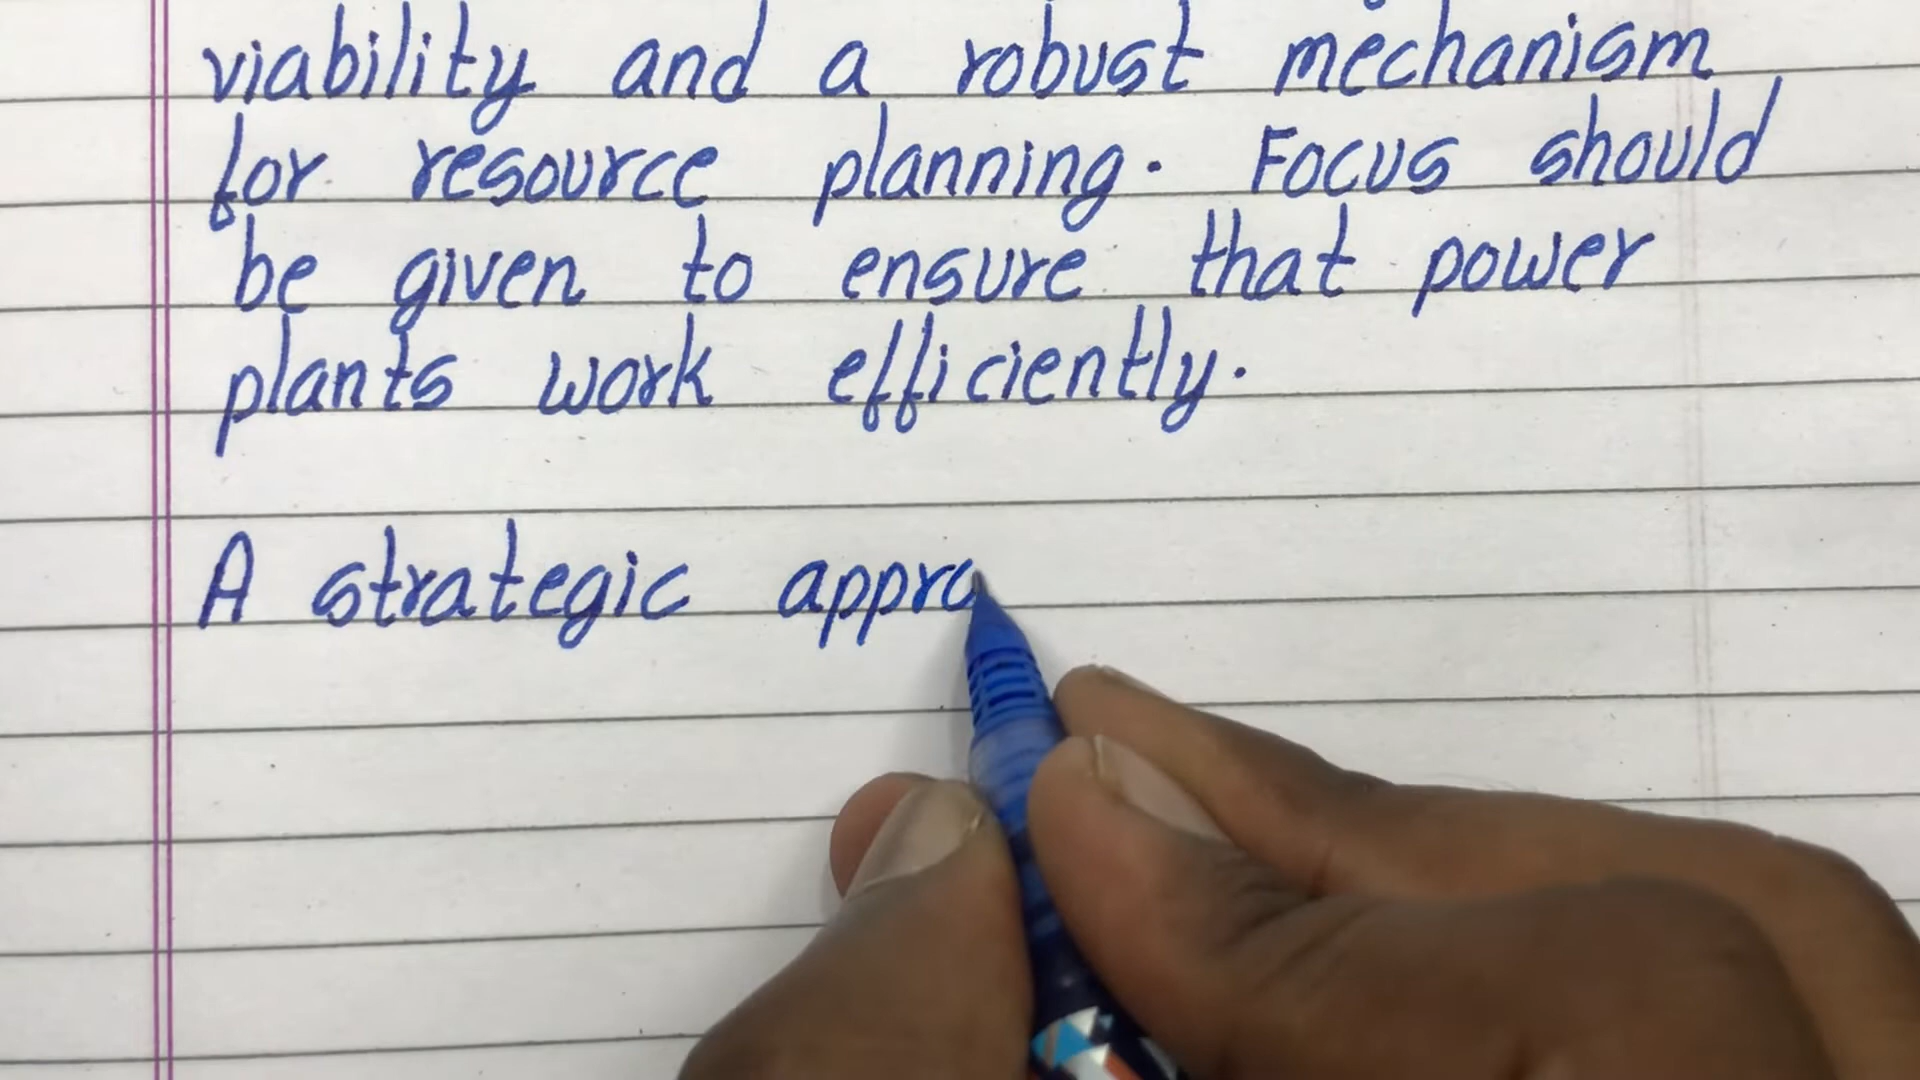 viability and a robust mechanism
for resource planning. Focus should
be given to ensure that power
plants work efficiently.
A strategic appro